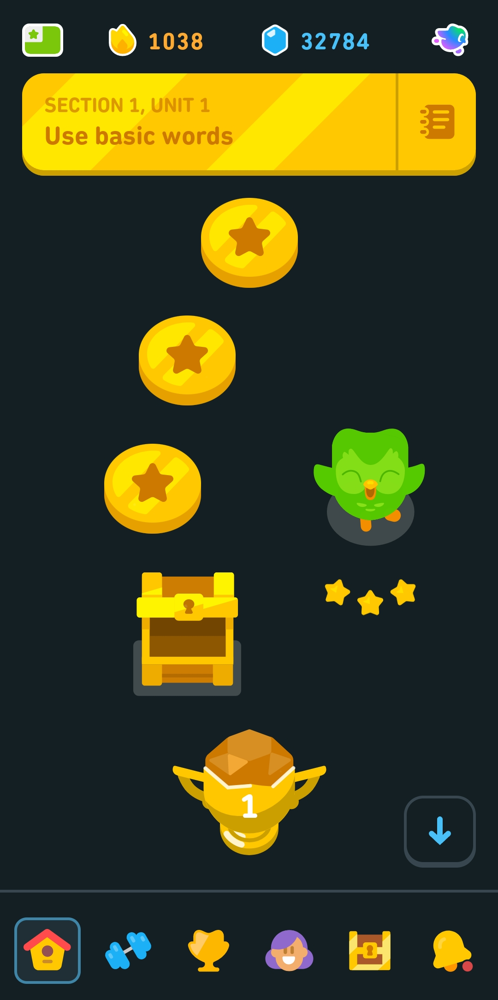 1038
32784
SECTION 1, UNIT 1
Use basic words
1